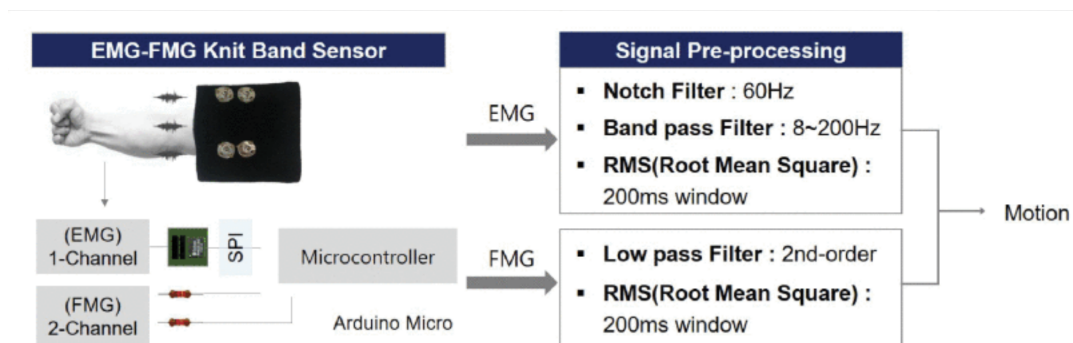 EMG-FMG Knit Band Sensor
(EMG)
1-Channel
SPI
(FMG)
2-Channel
Microcontroller
Arduino Micro
EMG
FMG
Signal Pre-processing
▪ Notch Filter : 60Hz
▪ Band pass Filter : 8~200Hz
▪ RMS(Root Mean Square) :
200ms window
▪ Low pass Filter : 2nd-order
▪ RMS(Root Mean Square) :
200ms window
Motion